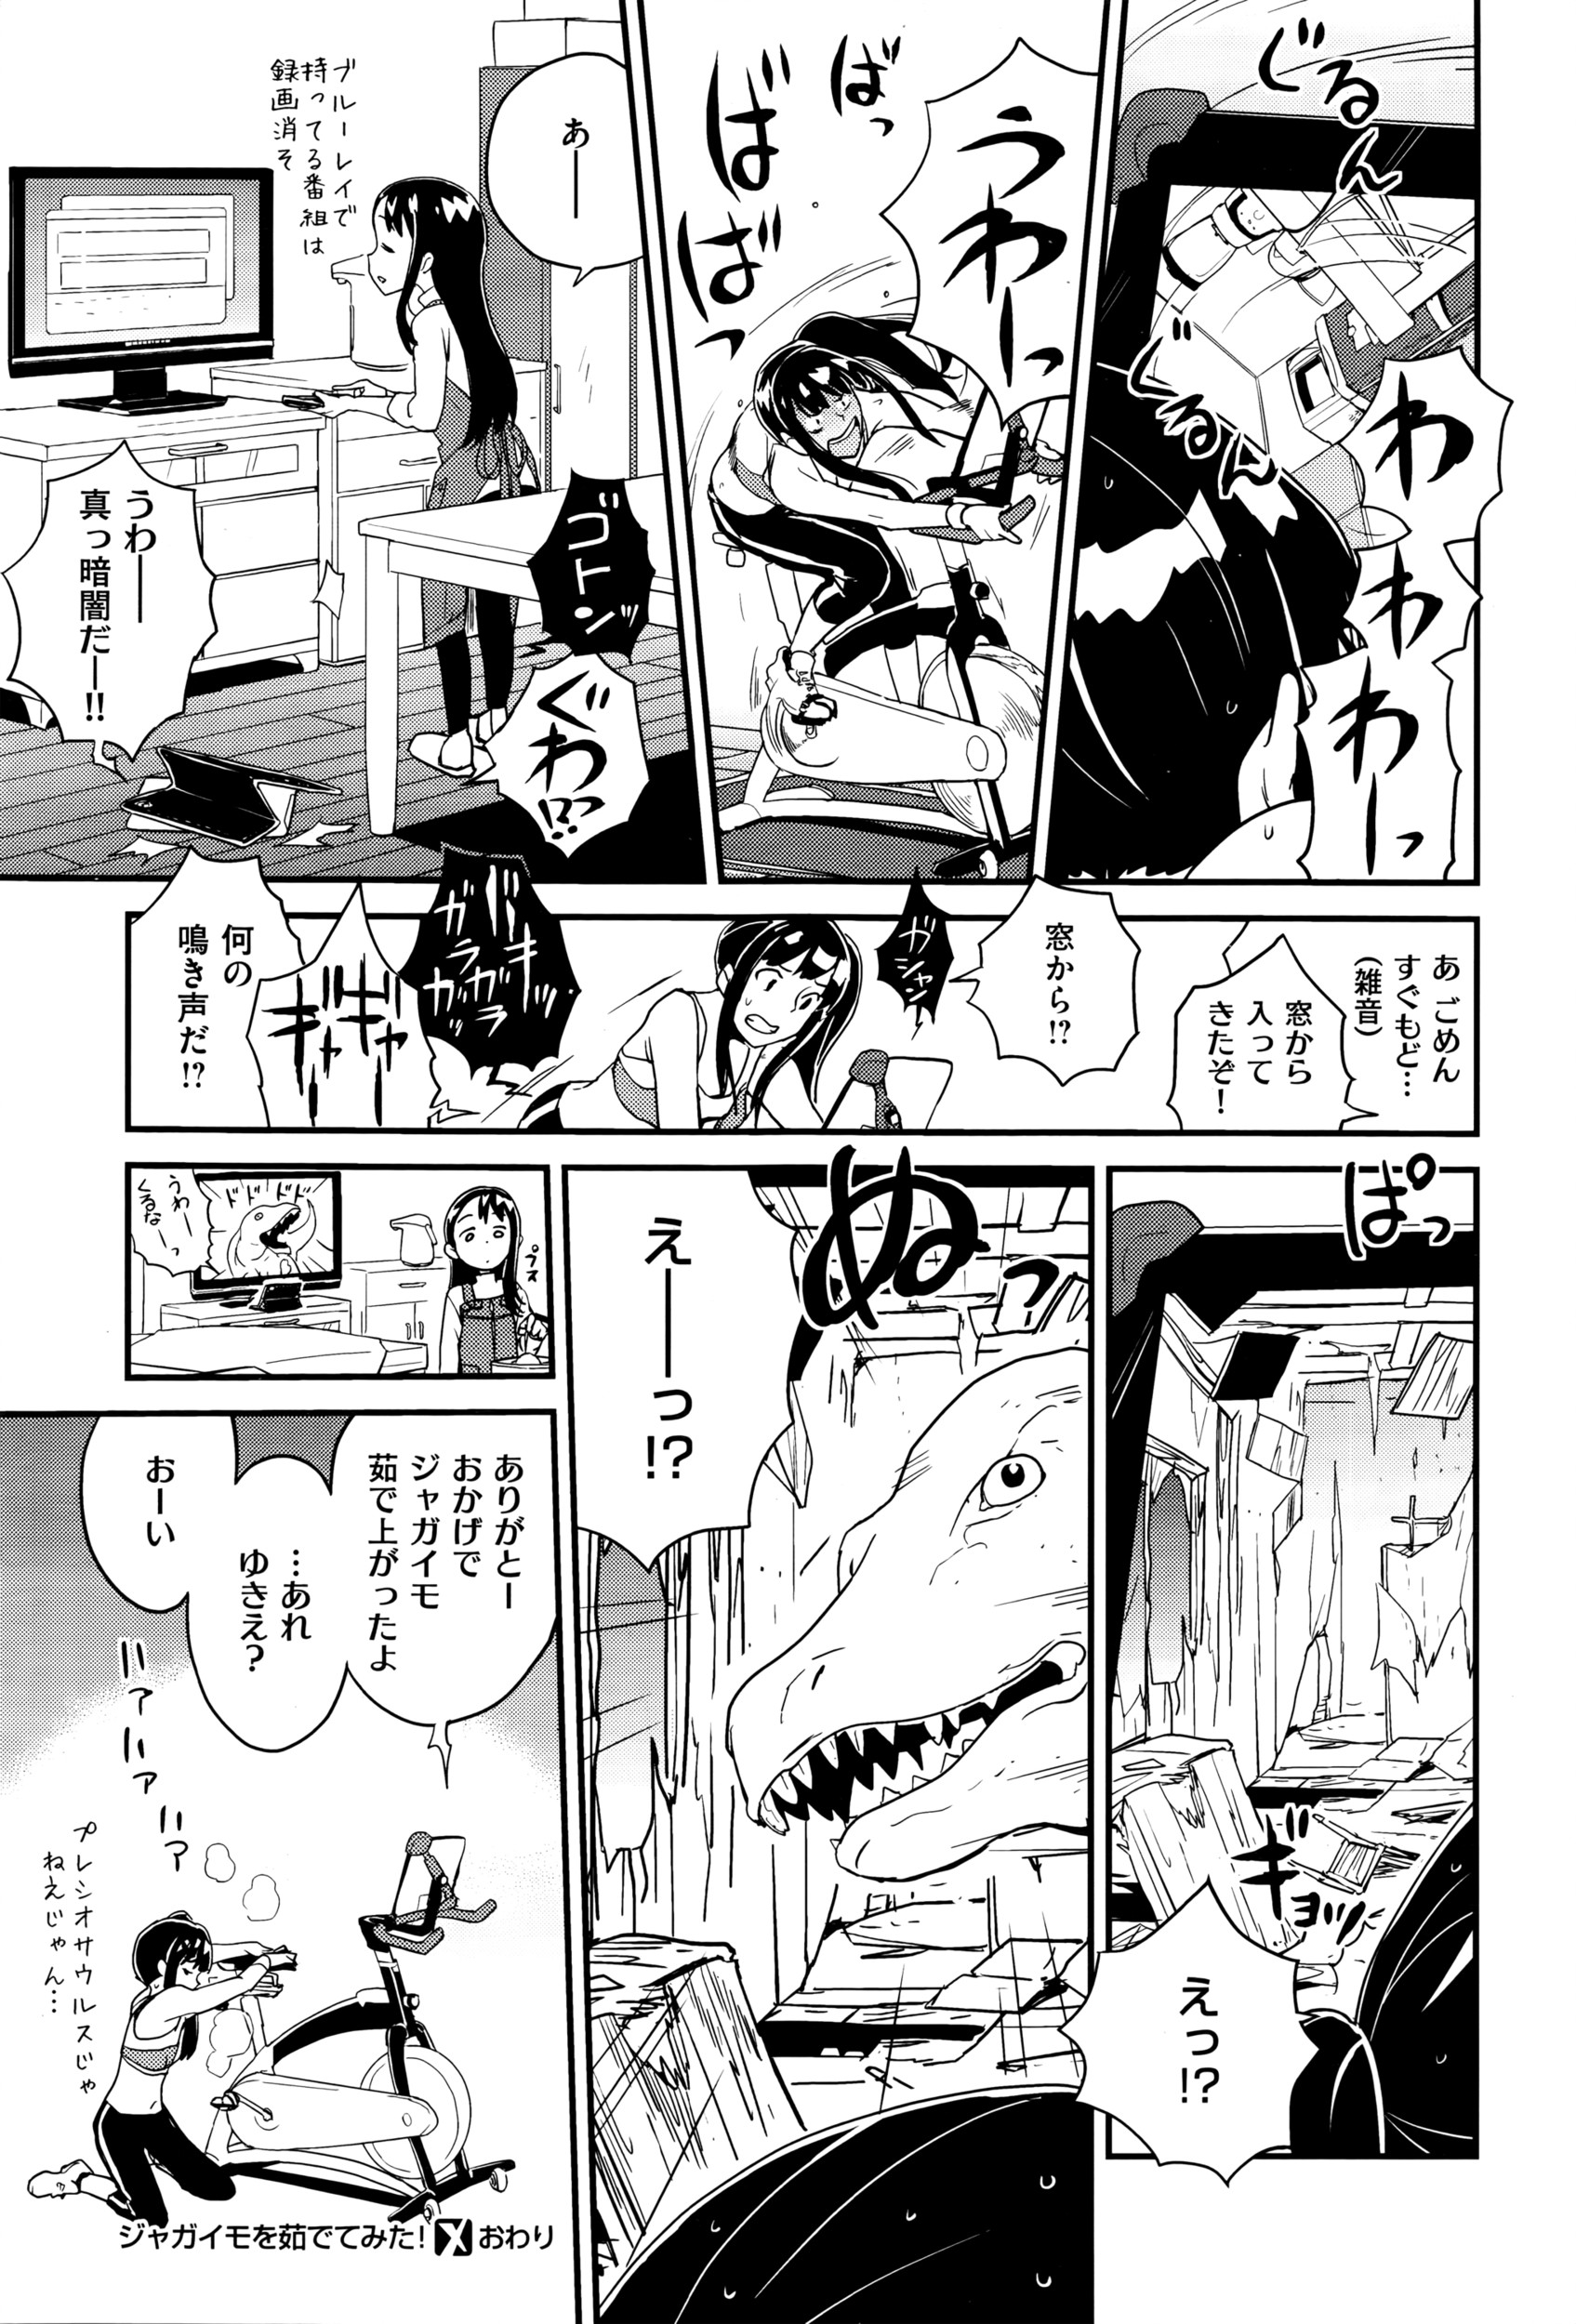 ぐるん
ぐるん
わ
わ
わーっ
うわーっ
ばっ
ばば
ばばっ
あー
ブルーレイで
持ってる番組は
録画消そ
ゴトンッ
ぐわ!?
うわー
真っ暗闇だー!!
あ ごめん
すぐもど…
(雑音)
窓から
入って
きたぞ!
窓から!?
ガシャン
ガラ
ガラガラ
ギャ
ギャ
何の
鳴き声だ!?
ぱっ
ギョッ
えっ!?
ぬっ
えーーっ!?
プス
ドドドド
うわーっ
くるなーっ
ありがとー
おかげで
ジャガイモ
茹で上がったよ
…あれ
ゆきえ?
おーい
ハァハァ
ハァ
プレシオサウルスじゃ
ねえじゃん…
ジャガイモを茹でてみた! X おわり